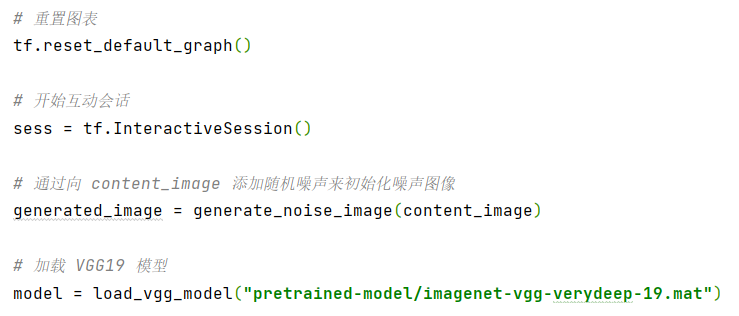 # 重置图表
tf.reset_default_graph()
# 开始互动会话
sess = tf.InteractiveSession()
# 通过向 content_image 添加随机噪声来初始化噪声图像
generated_image = generate_noise_image(content_image)
# 加载 VGG19 模型
model = load_vgg_model("pretrained-model/imagenet-vgg-verydeep-19.mat")